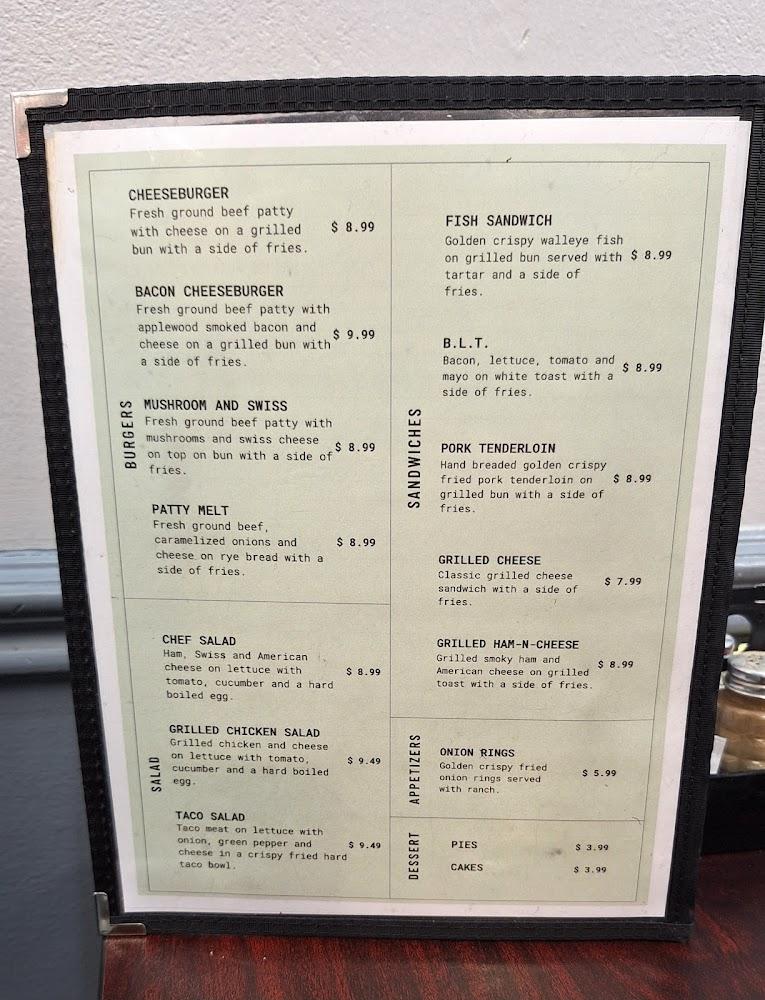 CHEESEBURGER
Fresh ground beef patty
with cheese on a grilled
bun with a side of fries.
$ 8.99
BACON CHEESEBURGER
Fresh ground beef patty with
applewood smoked bacon and
cheese on a grilled bun with
a side of fries.
$ 9.99
BURGERS
MUSHROOM AND SWISS
Fresh ground beef patty with
mushrooms and swiss cheese
on top on bun with a side of
fries.
$ 8.99
PATTY MELT
Fresh ground beef,
caramelized onions and
cheese on rye bread with a
side of fries.
$ 8.99
CHEF SALAD
Ham, Swiss and American
cheese on lettuce with
tomato, cucumber and a hard
boiled egg.
$ 8.99
SALAD
GRILLED CHICKEN SALAD
Grilled chicken and cheese
on lettuce with tomato,
cucumber and a hard boiled
egg.
$ 9.49
TACO SALAD
Taco meat on lettuce with
onion, green pepper and
cheese in a crispy fried hard
taco bowl.
$ 9.49
FISH SANDWICH
Golden crispy walleye fish
on grilled bun served with
tartar and a side of
fries.
$ 8.99
B.L.T.
Bacon, lettuce, tomato and
mayo on white toast with a
side of fries.
$ 8.99
SANDWICHES
PORK TENDERLOIN
Hand breaded golden crispy
fried pork tenderloin on
grilled bun with a side of
fries.
$ 8.99
GRILLED CHEESE
Classic grilled cheese
sandwich with a side of
fries.
$ 7.99
GRILLED HAM-N-CHEESE
Grilled smoky ham and
American cheese on grilled
toast with a side of fries.
$ 8.99
APPETIZERS
ONION RINGS
Golden crispy fried
onion rings served
with ranch.
$ 5.99
DESSERT
PIES $ 3.99
CAKES $ 3.99